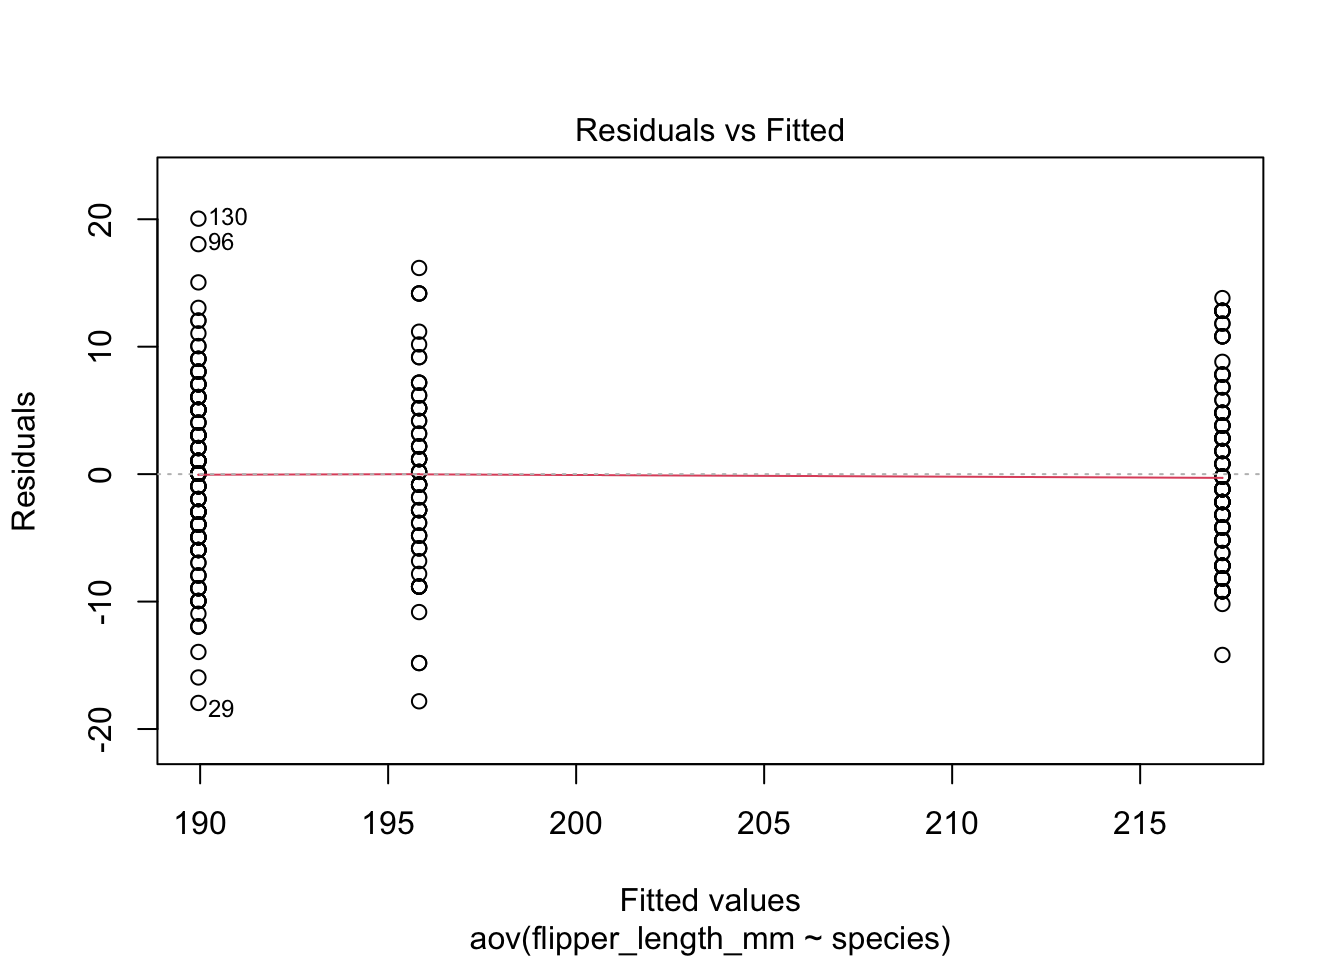 Residuals vs Fitted
20
10
0
-10
-20
Residuals
130
96
29
190 195 200 205 210 215
Fitted values
aov(flipper_length_mm ~ species)